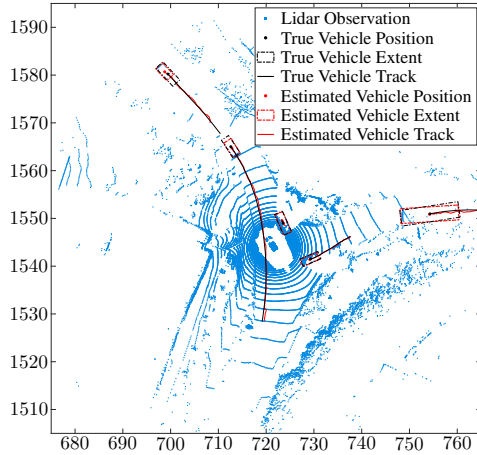 Lidar Observation
True Vehicle Position
True Vehicle Extent
True Vehicle Track
Estimated Vehicle Position
Estimated Vehicle Extent
Estimated Vehicle Track
1590
1580
1570
1560
1550
1540
1530
1520
1510
680 690 700 710 720 730 740 750 760